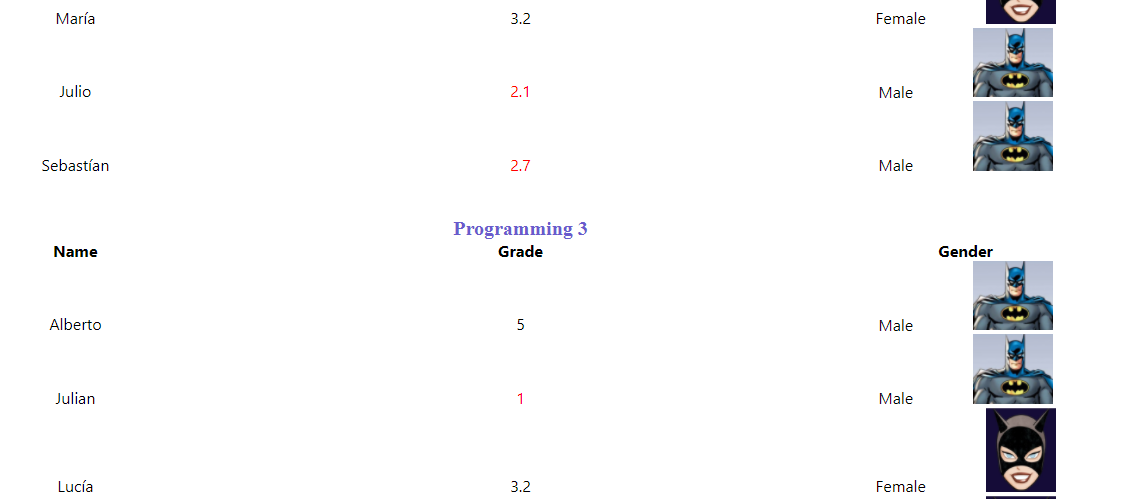 María 3.2 Female
Julio 2.1 Male
Sebastían 2.7 Male
Programming 3
Name Grade Gender
Alberto 5 Male
Julian 1 Male
Lucía 3.2 Female